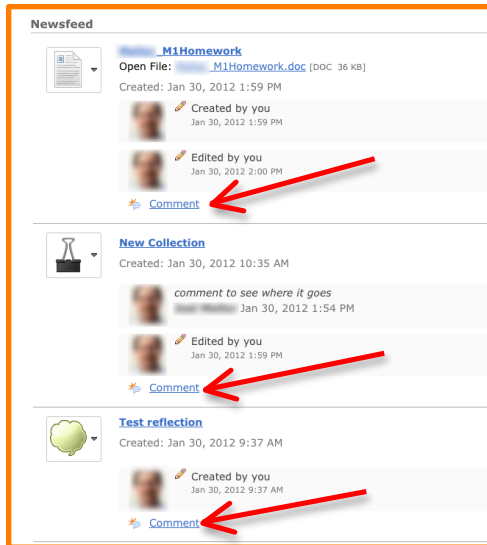 Newsfeed
_M1Homework
Open File: _M1Homework.doc [DOC 36 KB]
Created: Jan 30, 2012 1:59 PM
Created by you
Jan 30, 2012 1:59 PM
Edited by you
Jan 30, 2012 2:00 PM
Comment
New Collection
Created: Jan 30, 2012 10:35 AM
comment to see where it goes
Jan 30, 2012 1:54 PM
Edited by you
Jan 30, 2012 1:59 PM
Comment
Test reflection
Created: Jan 30, 2012 9:37 AM
Created by you
Jan 30, 2012 9:37 AM
Comment